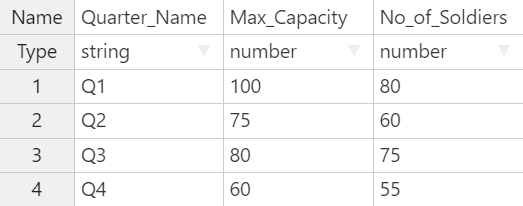 Name Quarter_Name Max_Capacity No_of_Soldiers
Type string number number
1 Q1 100 80
2 Q2 75 60
3 Q3 80 75
4 Q4 60 55